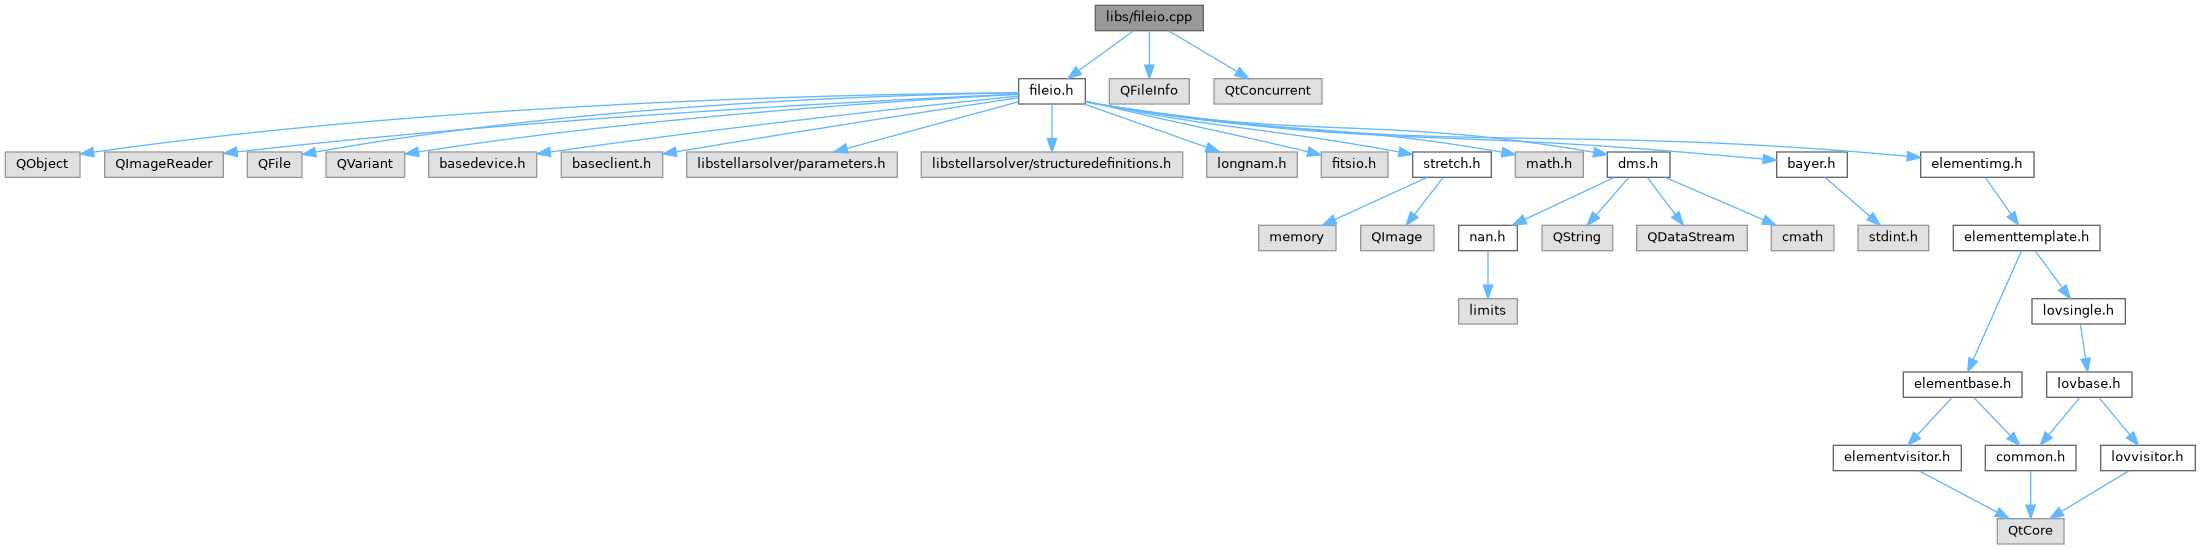 libs/fileio.cpp
fileio.h
QFileInfo
QtConcurrent
QObject
QImageReader
QFile
QVariant
basedevice.h
baseclient.h
libstellarsolver/parameters.h
libstellarsolver/structuredefinitions.h
longnam.h
fitsio.h
stretch.h
math.h
dms.h
bayer.h
elementimg.h
memory
QImage
nan.h
QString
QDataStream
cmath
stdint.h
elementtemplate.h
limits
lovsingle.h
elementbase.h
lovbase.h
elementvisitor.h
common.h
lovvisitor.h
QtCore